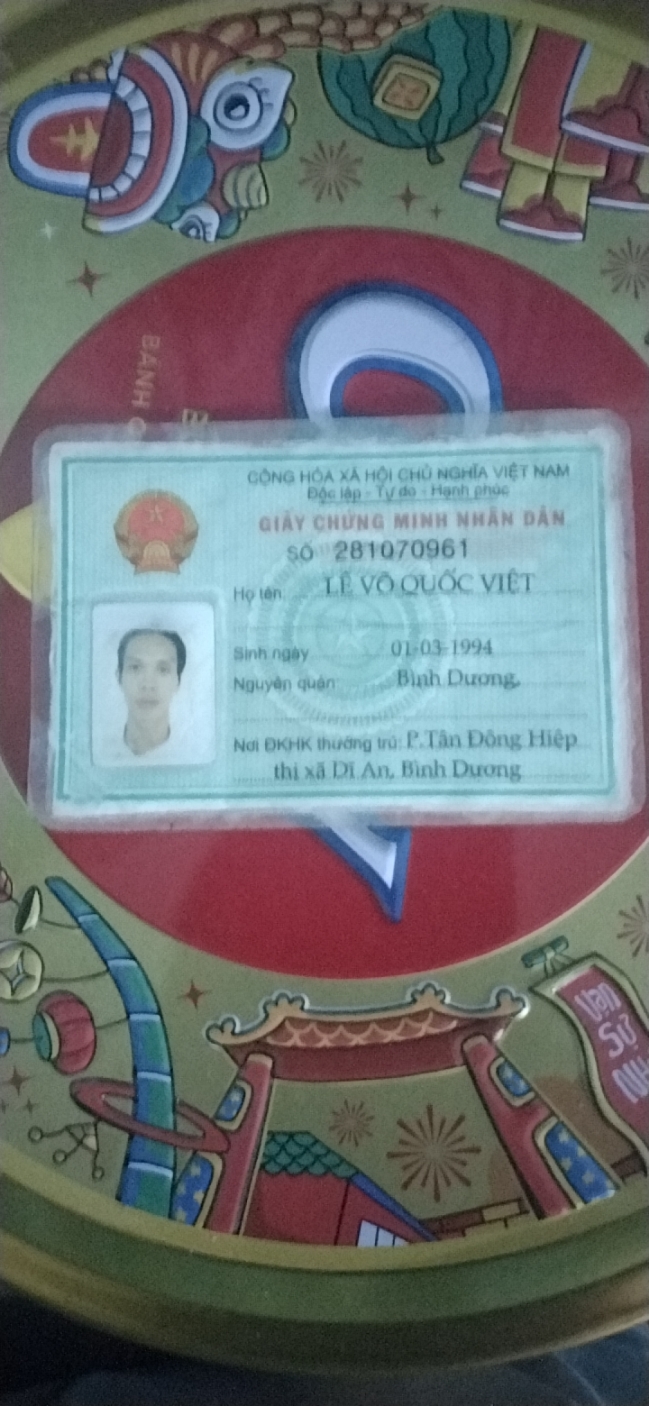 BÁNH
CỘNG HÒA XÃ HỘI CHỦ NGHĨA VIỆT NAM
Độc lập - Tự do - Hạnh phúc
GIẤY CHỨNG MINH NHÂN DÂN
SỐ 281070961
Họ tên: LÊ VÕ QUỐC VIỆT
Sinh ngày 01-03-1994
Nguyên quán: Bình Dương,
Nơi ĐKHK thường trú: P.Tân Đông Hiệp
thị xã Dĩ An, Bình Dương
Vạn
Sự